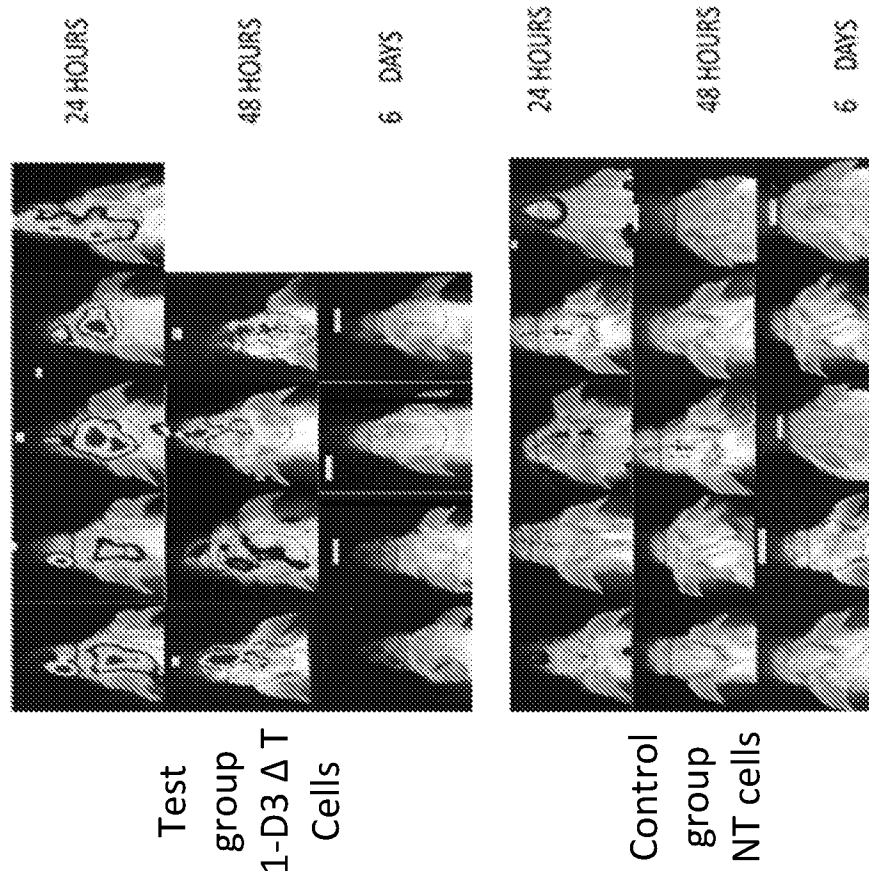 24 HOURS
48 HOURS
6 DAYS
Test
group
1-D3 Δ T
Cells
24 HOURS
48 HOURS
6 DAYS
Control
group
NT cells